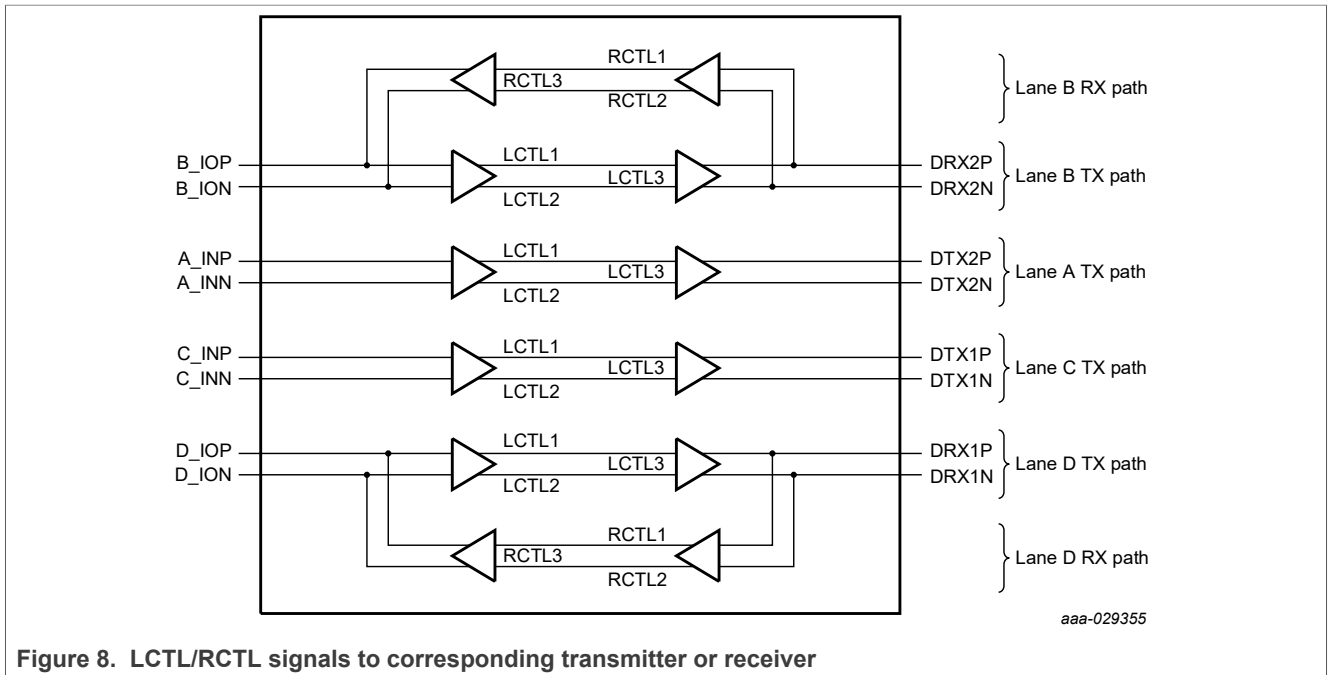 RCTL1
RCTL3
RCTL2
Lane B RX path
B_IOP
B_ION
LCTL1
LCTL3
LCTL2
DRX2P
DRX2N
Lane B TX path
A_INP
A_INN
LCTL1
LCTL3
LCTL2
DTX2P
DTX2N
Lane A TX path
C_INP
C_INN
LCTL1
LCTL3
LCTL2
DTX1P
DTX1N
Lane C TX path
D_IOP
D_ION
LCTL1
LCTL3
LCTL2
DRX1P
DRX1N
Lane D TX path
RCTL1
RCTL3
RCTL2
Lane D RX path
aaa-029355
Figure 8. LCTL/RCTL signals to corresponding transmitter or receiver